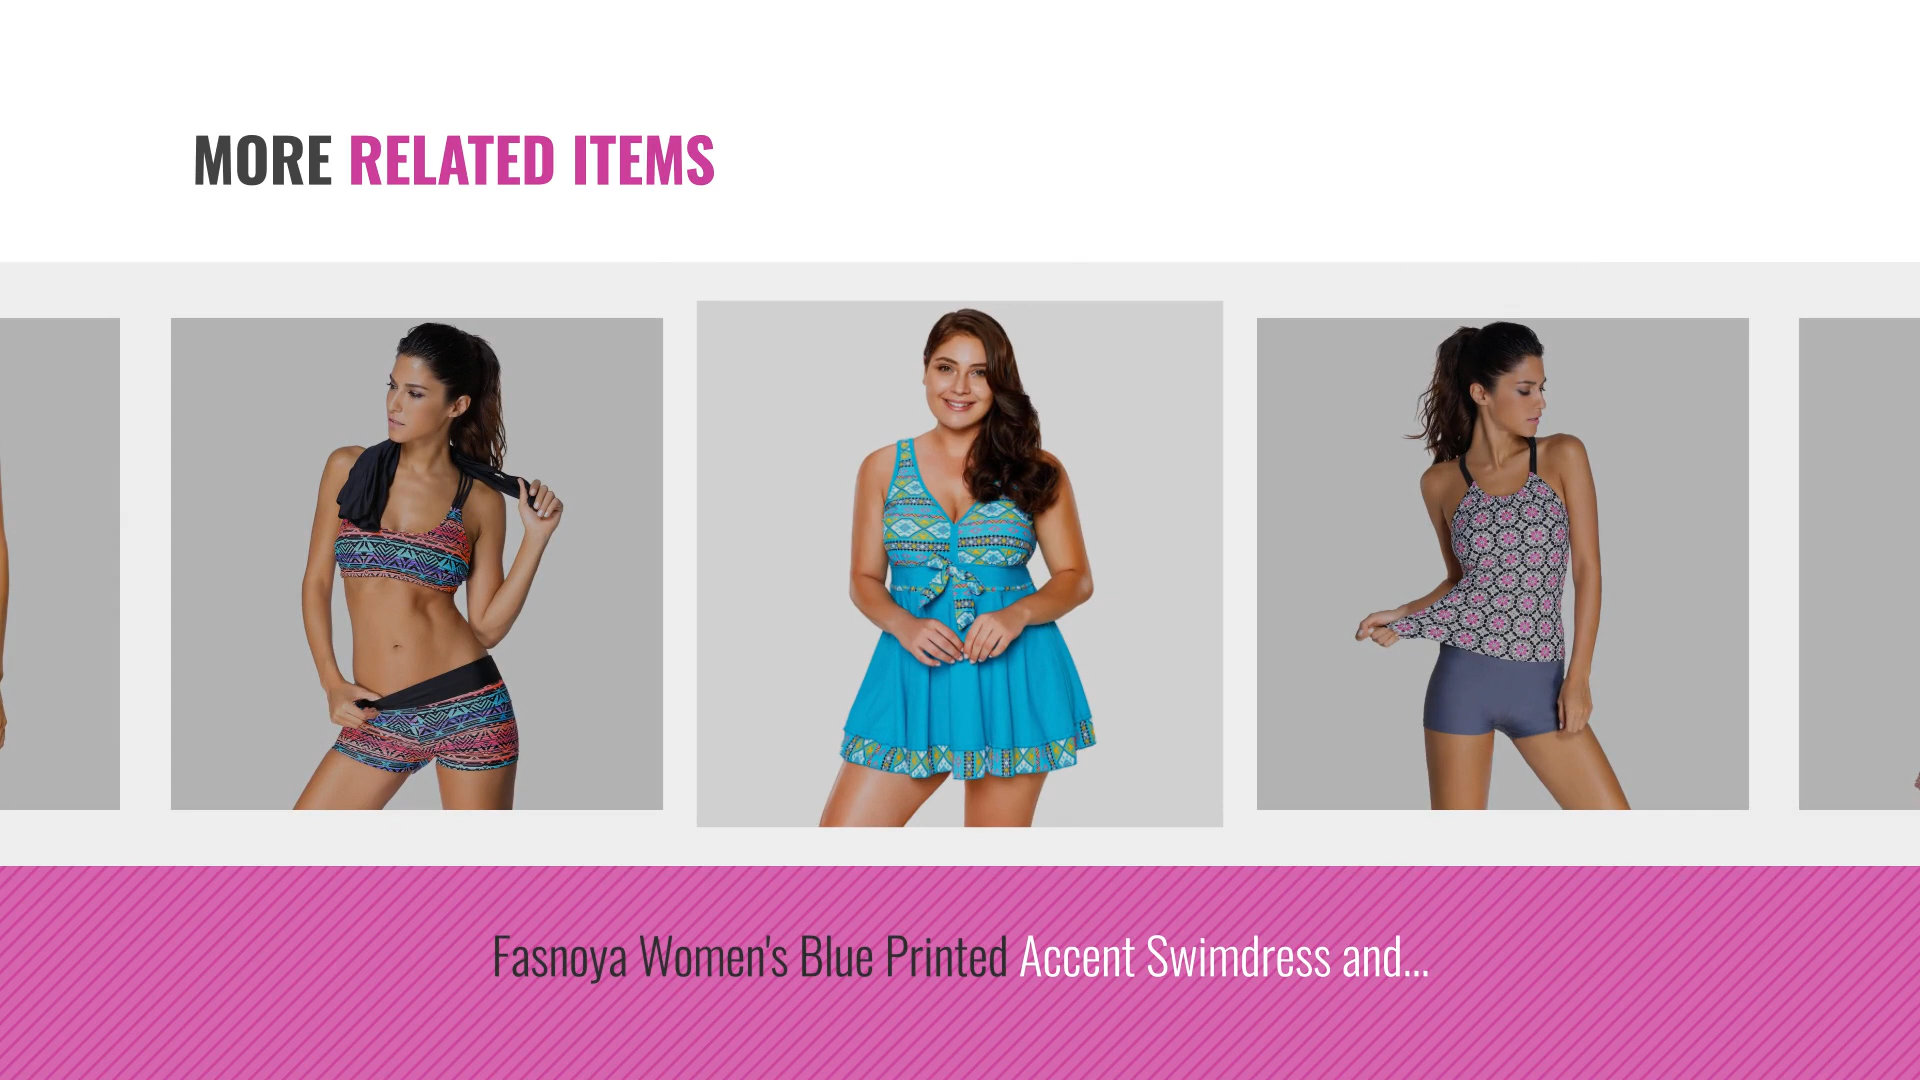 MORE RELATED ITEMS
Fasnoya Women's Blue Printed Accent Swimdress and...